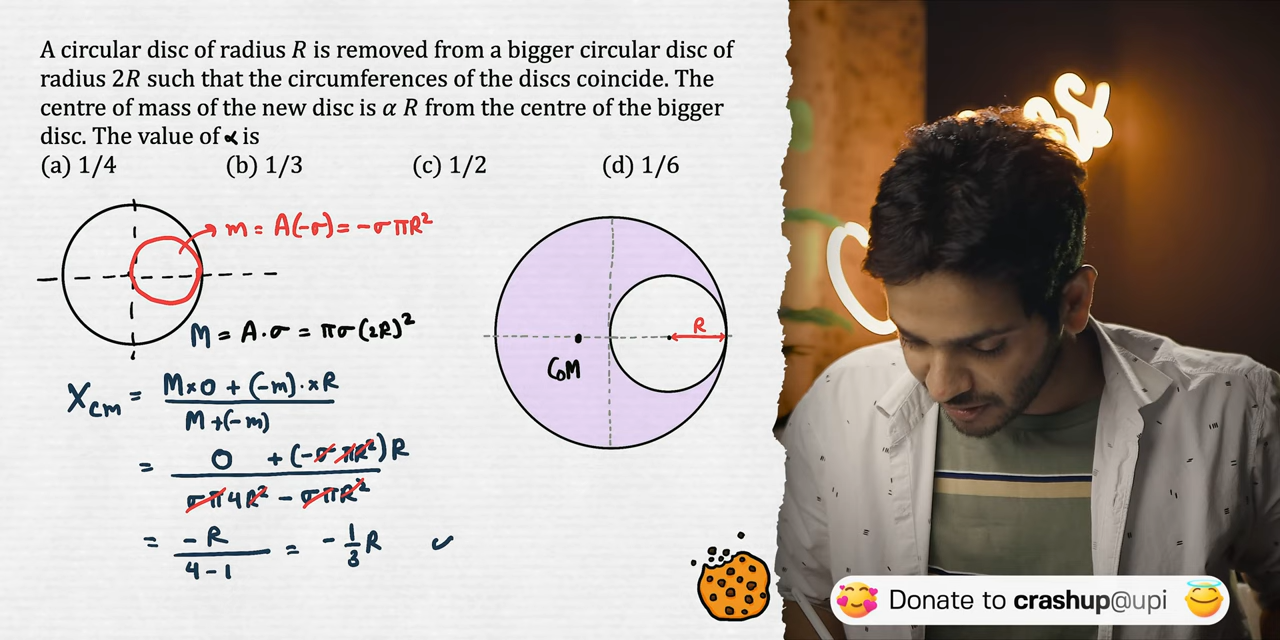 A circular disc of radius R is removed from a bigger circular disc of
radius 2R such that the circumferences of the discs coincide. The
centre of mass of the new disc is α R from the centre of the bigger
disc. The value of α is
(a) 1/4 (b) 1/3 (c) 1/2 (d) 1/6
m = A(-σ) = -σπR²
M = A·σ = πσ(2R)²
X_cm = (M×0 + (-m)·×R) / (M+(-m))
= (0 + (-σπR²)R) / (σπ4R² - σπR²)
= -R / (4-1) = -1/3 R ✓
R
COM
Donate to crashup@upi